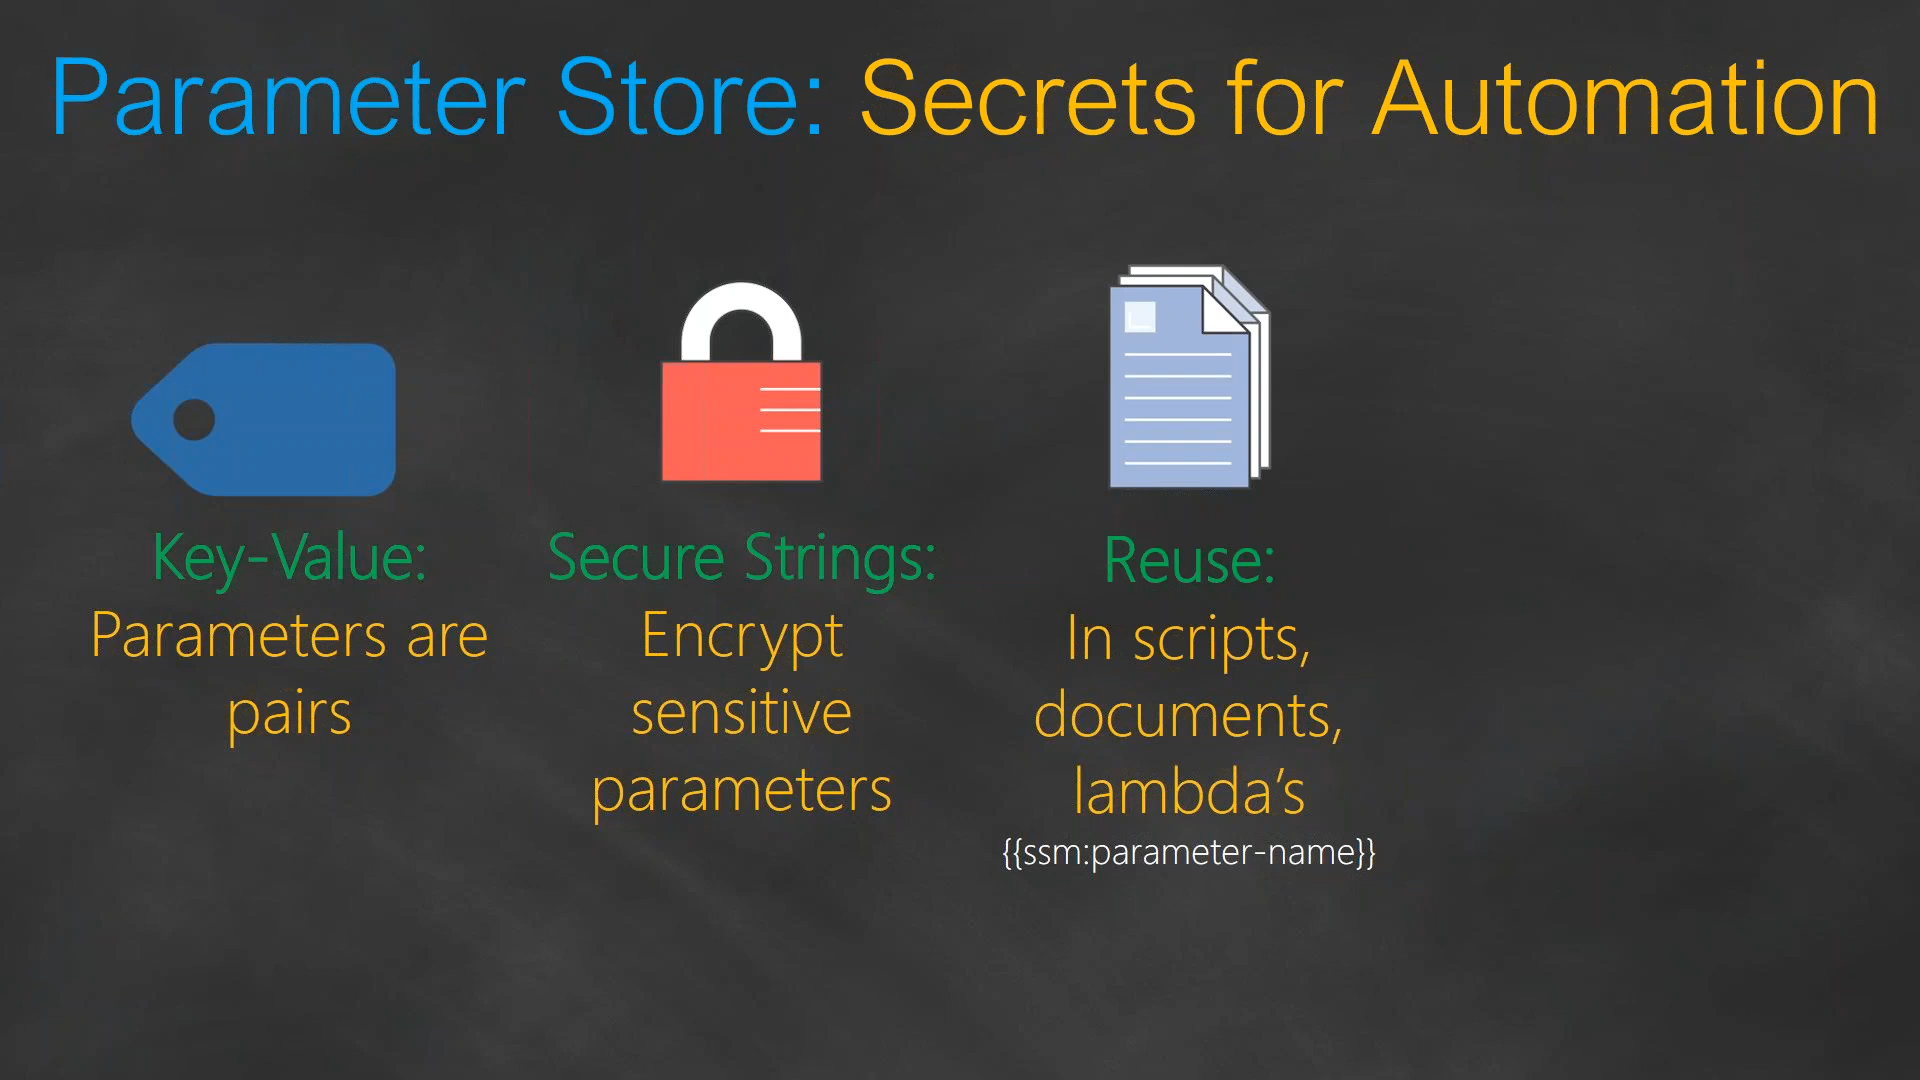 Parameter Store: Secrets for Automation
Key-Value:
Parameters are
pairs
Secure Strings:
Encrypt
sensitive
parameters
Reuse:
In scripts,
documents,
lambda’s
{{ssm:parameter-name}}